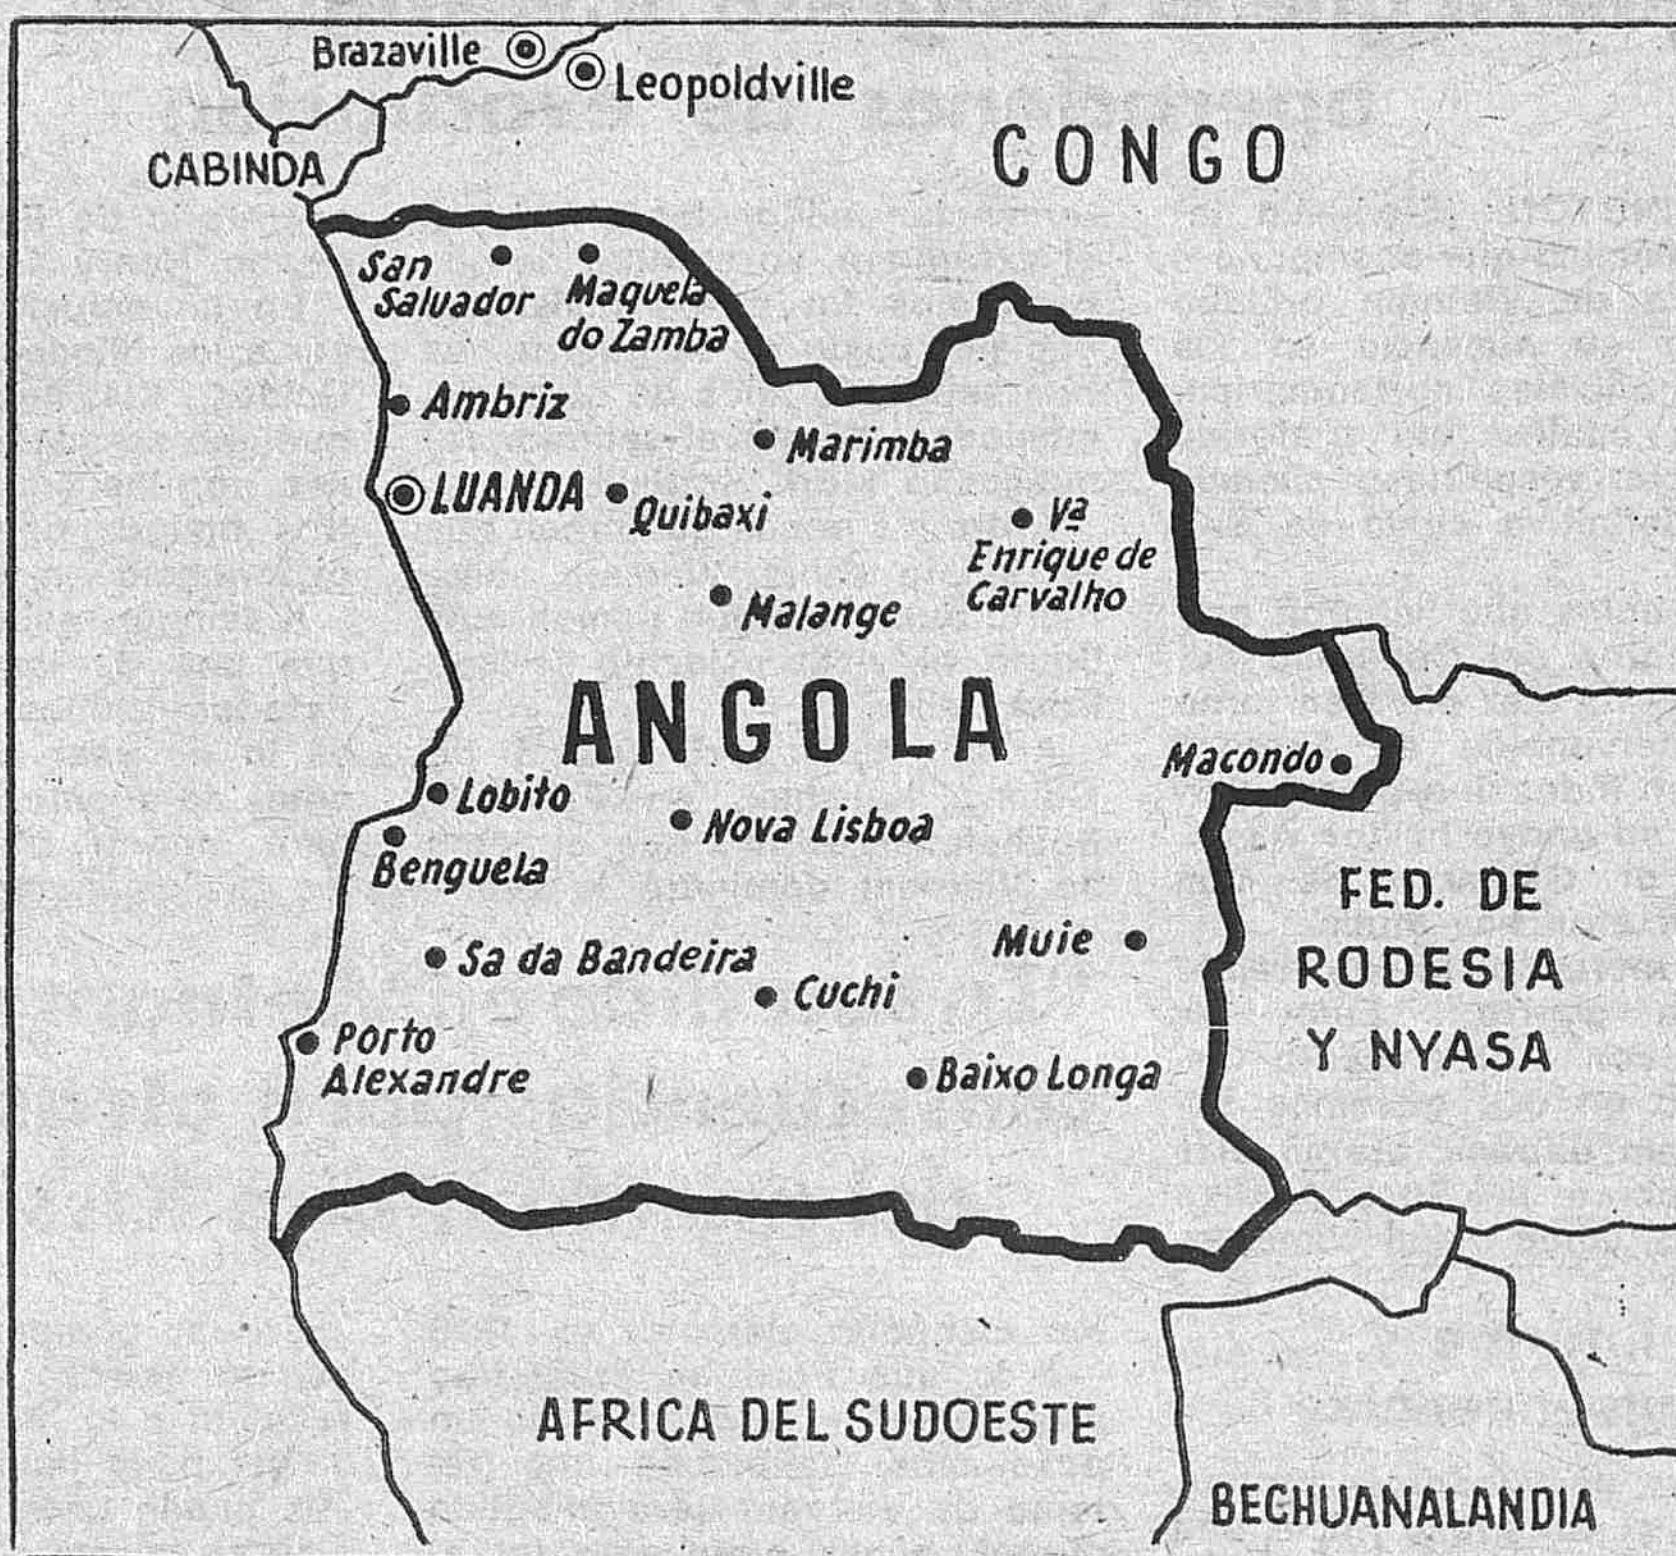 Brazaville
Leopoldville
CONGO
CABINDA
San
Salvador
Maquela
do Zamba
Ambriz
Marimba
LUANDA
Quibaxi
Vª
Enrique de
Carvalho
Malange
ANGOLA
Macondo
Lobito
Nova Lisboa
Benguela
FED. DE
RODESIA
Y NYASA
Muie
Sa da Bandeira
Cuchi
Porto
Alexandre
Baixo Longa
AFRICA DEL SUDOESTE
BECHUANALANDIA